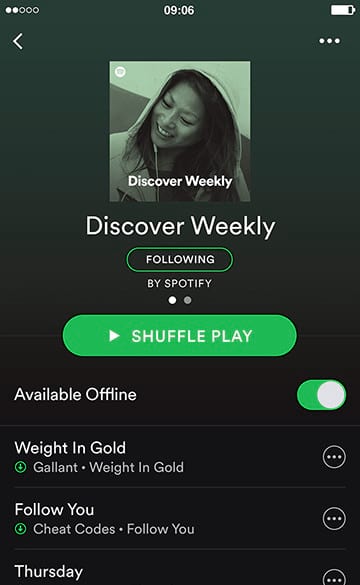 09:06
Discover Weekly
Discover Weekly
FOLLOWING
BY SPOTIFY
SHUFFLE PLAY
Available Offline
Weight In Gold
Gallant • Weight In Gold
Follow You
Cheat Codes • Follow You
Thursday